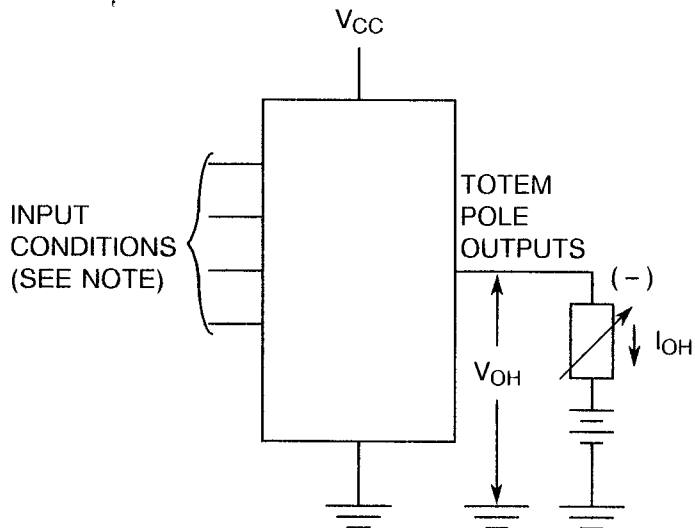 VCC
INPUT
CONDITIONS
(SEE NOTE)
TOTEM
POLE
OUTPUTS
(-)
IOH
VOH